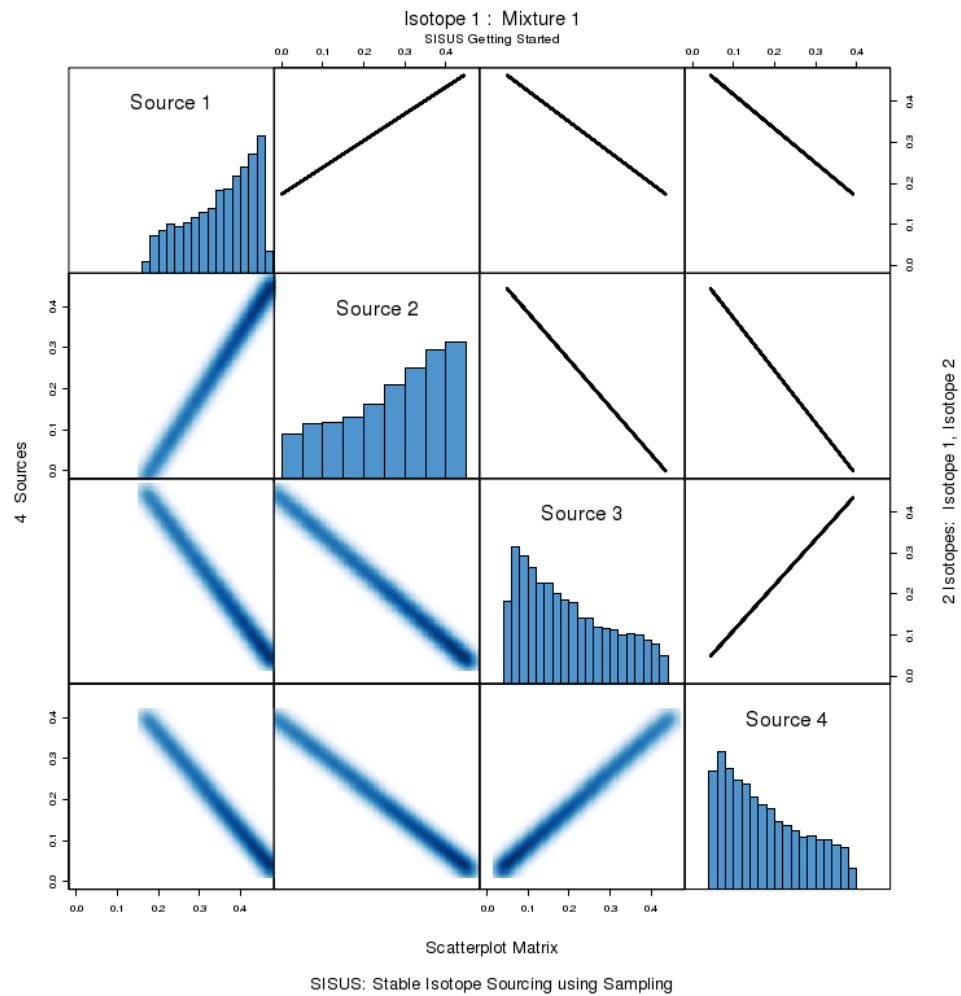 Isotope 1 : Mixture 1
SISUS Getting Started
0.0 0.1 0.2 0.3 0.4
0.0 0.1 0.2 0.3 0.4
Source 1
0.4
0.3
0.2
0.1
0.0
0.4
0.3
0.2
0.1
0.0
Source 2
4 Sources
2 Isotopes: Isotope 1, Isotope 2
Source 3
0.4
0.3
0.2
0.1
0.0
0.4
0.3
0.2
0.1
0.0
Source 4
0.0 0.1 0.2 0.3 0.4
0.0 0.1 0.2 0.3 0.4
Scatterplot Matrix
SISUS: Stable Isotope Sourcing using Sampling